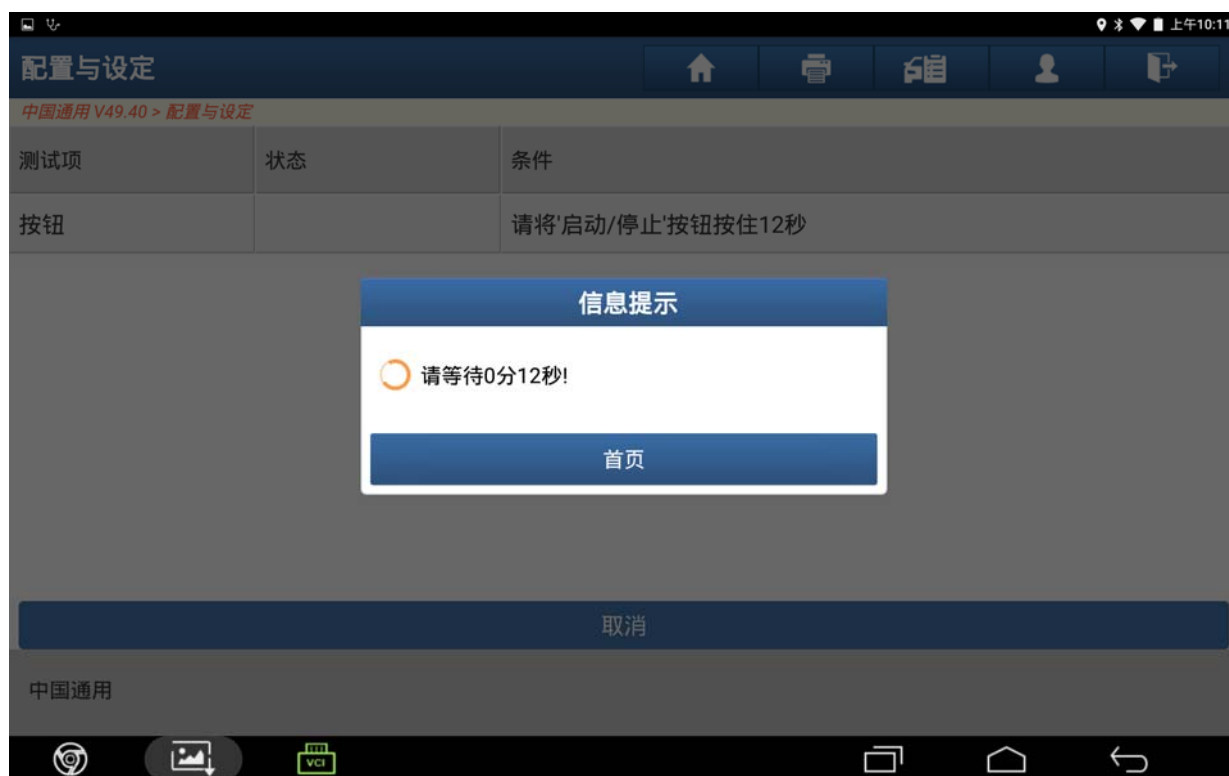 上午10:11
配置与设定
中国通用 V49.40 > 配置与设定
测试项 状态 条件
按钮 请将'启动/停止'按钮按住12秒
信息提示
请等待0分12秒!
首页
取消
中国通用
VCI